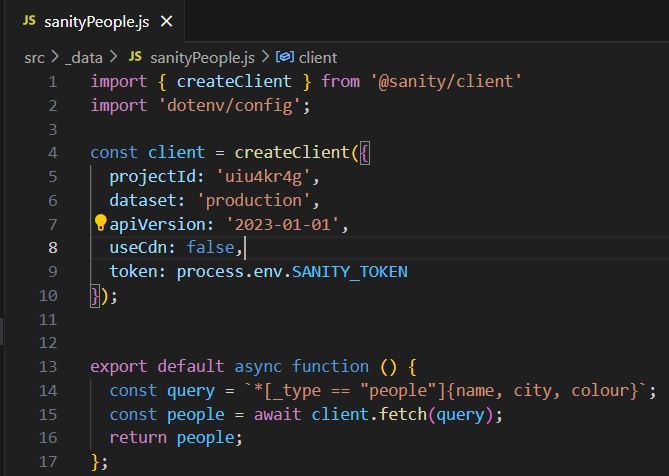 JS sanityPeople.js ×
src > _data > JS sanityPeople.js > client
1 import { createClient } from '@sanity/client'
2 import 'dotenv/config';
3
4 const client = createClient({
5 projectId: 'uiu4kr4g',
6 dataset: 'production',
7 apiVersion: '2023-01-01',
8 useCdn: false,
9 token: process.env.SANITY_TOKEN
10 });
11
12
13 export default async function () {
14 const query = `*[_type == "people"]{name, city, colour}`;
15 const people = await client.fetch(query);
16 return people;
17 };